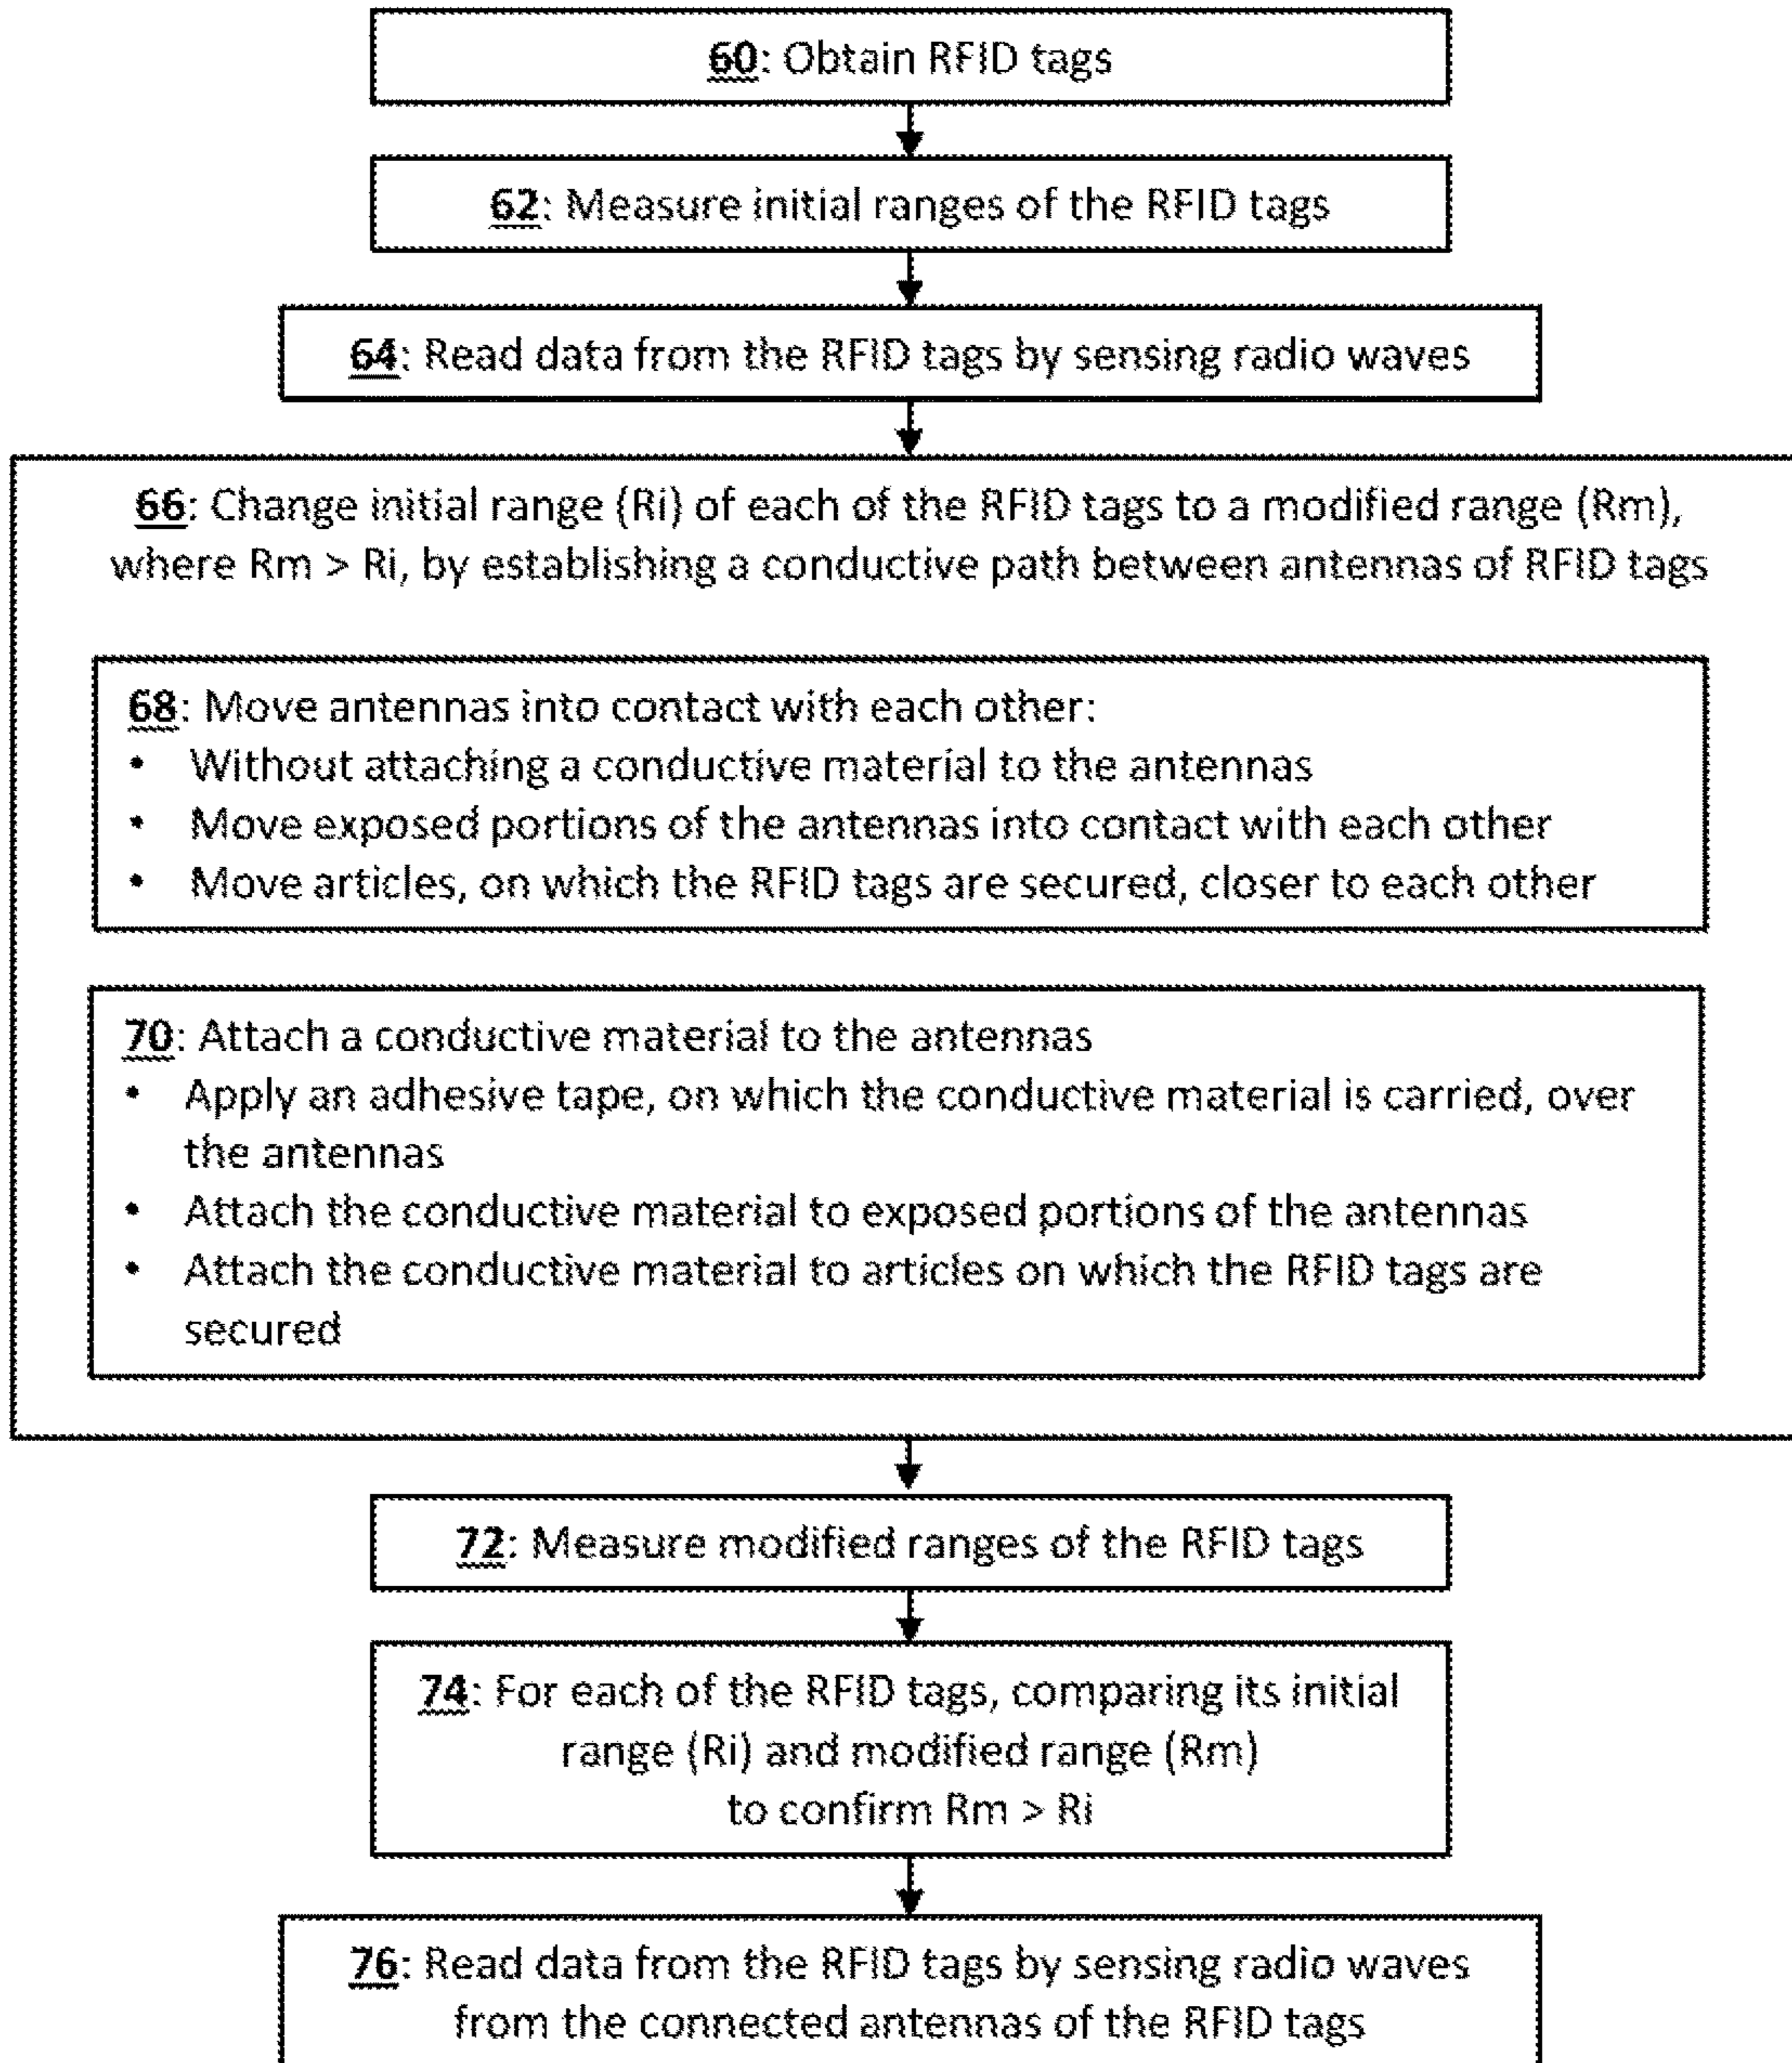 60: Obtain RFID tags
62: Measure initial ranges of the RFID tags
64: Read data from the RFID tags by sensing radio waves
66: Change initial range (Ri) of each of the RFID tags to a modified range (Rm),
where Rm > Ri, by establishing a conductive path between antennas of RFID tags
68: Move antennas into contact with each other:
• Without attaching a conductive material to the antennas
• Move exposed portions of the antennas into contact with each other
• Move articles, on which the RFID tags are secured, closer to each other
70: Attach a conductive material to the antennas
• Apply an adhesive tape, on which the conductive material is carried, over
the antennas
• Attach the conductive material to exposed portions of the antennas
• Attach the conductive material to articles on which the RFID tags are
secured
72: Measure modified ranges of the RFID tags
74: For each of the RFID tags, comparing its initial
range (Ri) and modified range (Rm)
to confirm Rm > Ri
76: Read data from the RFID tags by sensing radio waves
from the connected antennas of the RFID tags